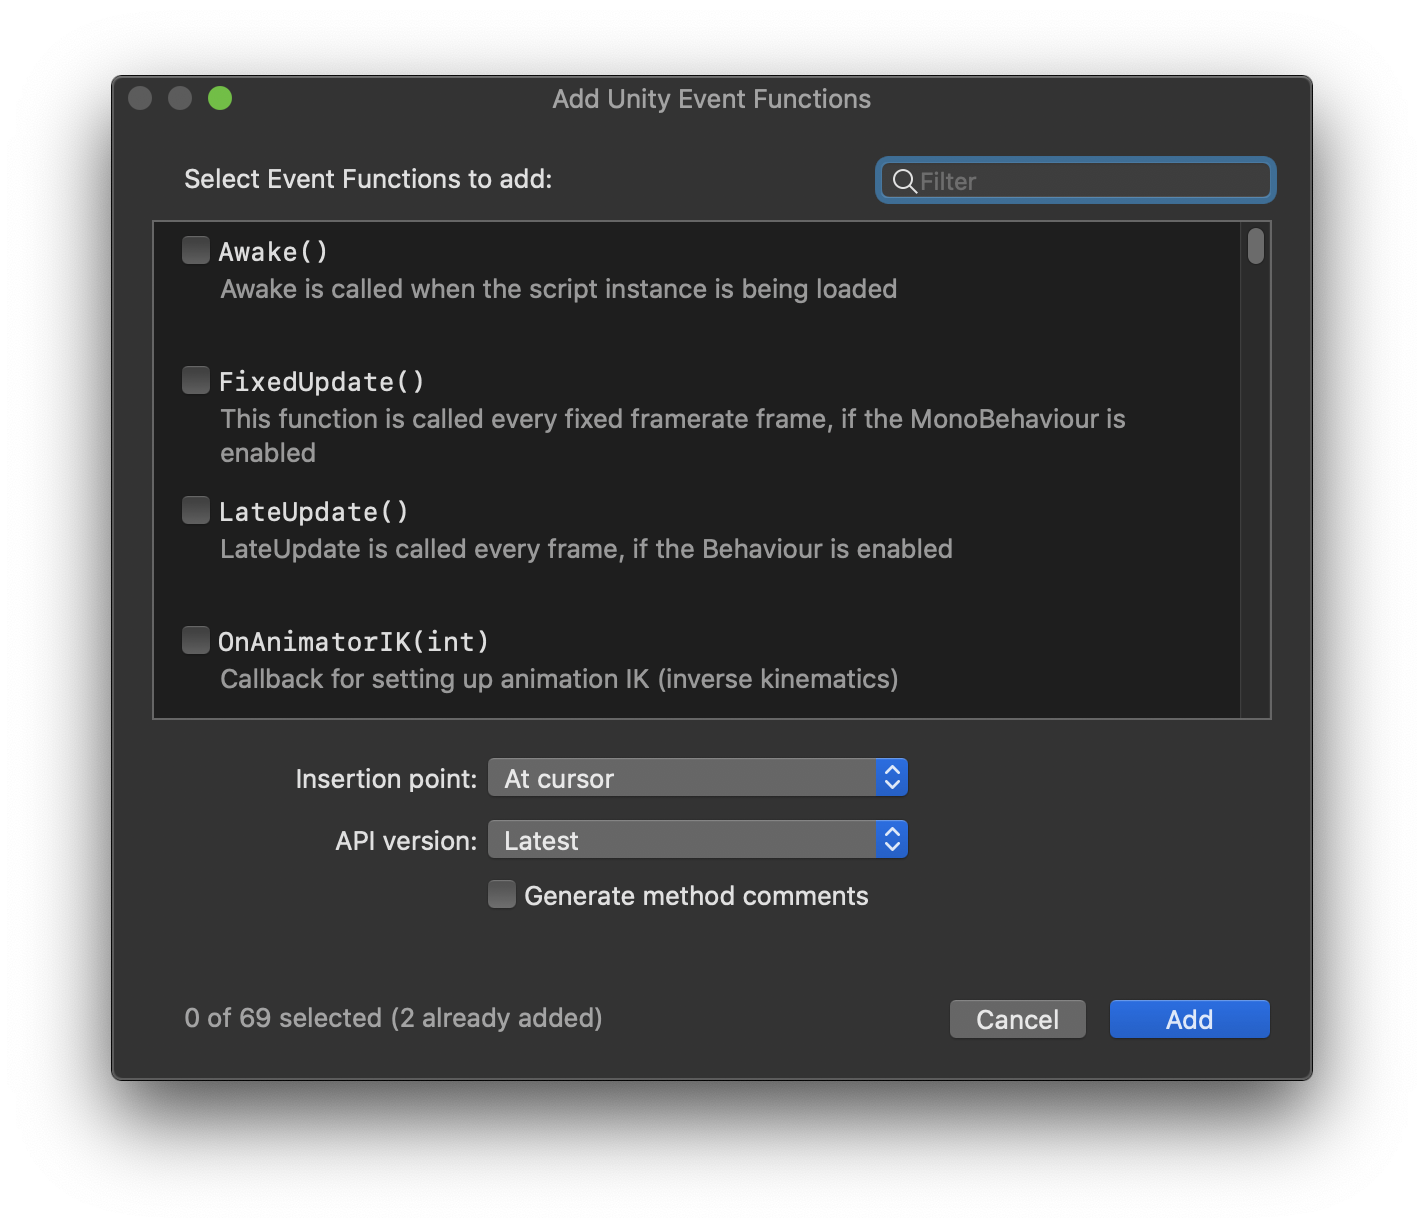 Add Unity Event Functions
Select Event Functions to add:
Filter
Awake()
Awake is called when the script instance is being loaded
FixedUpdate()
This function is called every fixed framerate frame, if the MonoBehaviour is
enabled
LateUpdate()
LateUpdate is called every frame, if the Behaviour is enabled
OnAnimatorIK(int)
Callback for setting up animation IK (inverse kinematics)
Insertion point: At cursor
API version: Latest
Generate method comments
0 of 69 selected (2 already added)
Cancel Add